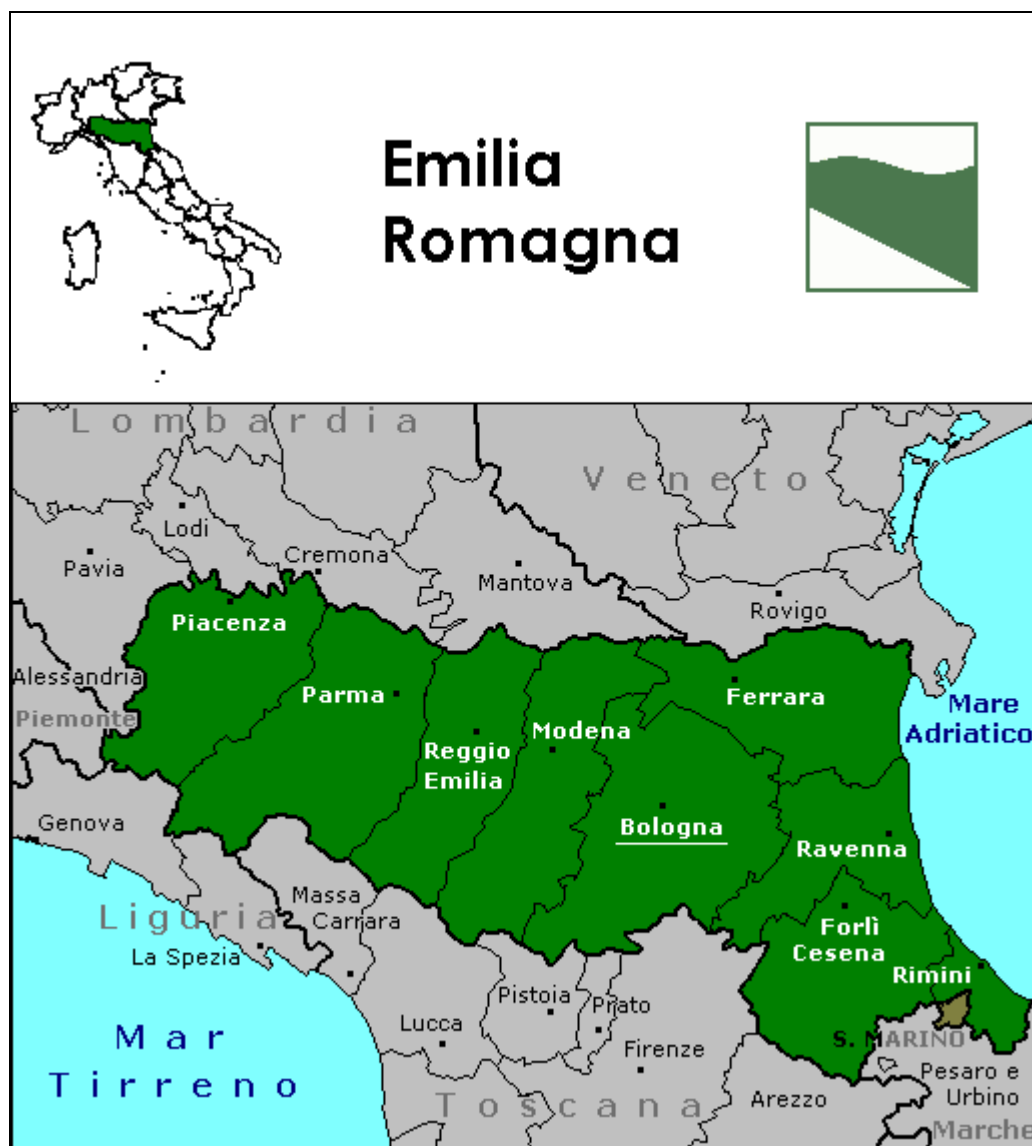 Emilia
Romagna
Lombardia
Veneto
Lodi
Cremona
Pavia
Mantova
Rovigo
Piacenza
Alessandria
Parma
Ferrara
Piemonte
Mare
Adriatico
Modena
Reggio
Emilia
Genova
Bologna
Ravenna
Massa
Carrara
Liguria
Forlì
Cesena
La Spezia
Rimini
Pistoia
Prato
Lucca
Mar
Tirreno
Firenze
S. MARINO
Pesaro e
Urbino
Arezzo
Toscana
Marche